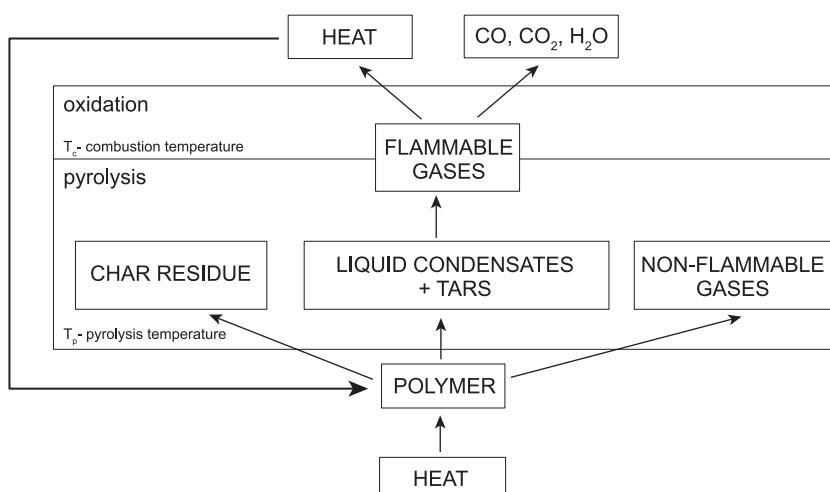 HEAT
CO, CO₂, H₂O
oxidation
T꜀- combustion temperature
FLAMMABLE
GASES
pyrolysis
CHAR RESIDUE
LIQUID CONDENSATES
+ TARS
NON-FLAMMABLE
GASES
Tₚ- pyrolysis temperature
POLYMER
HEAT